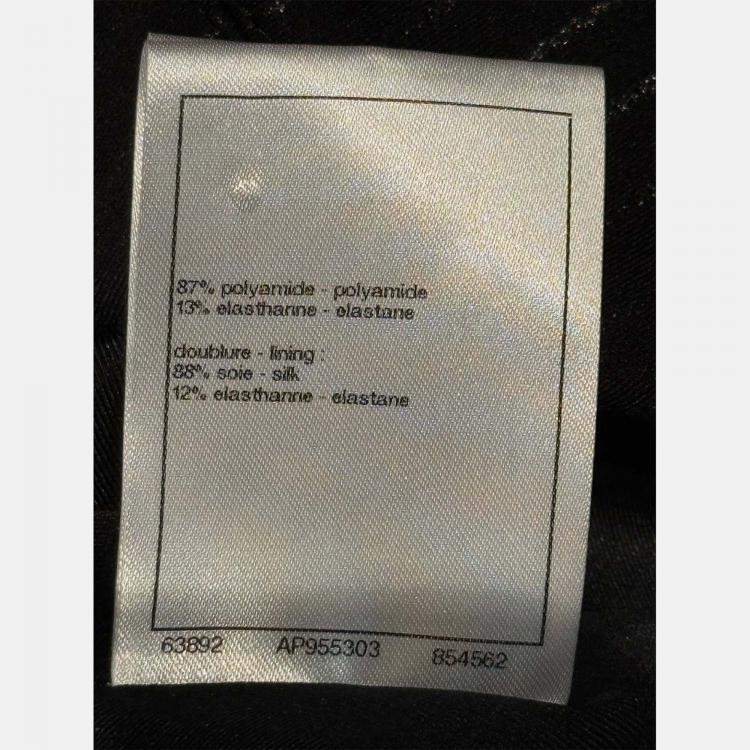 87% polyamide - polyamide
13% elasthanne - elastane
doublure - lining :
88% soie - silk
12% elasthanne - elastane
63892 AP955303 854562